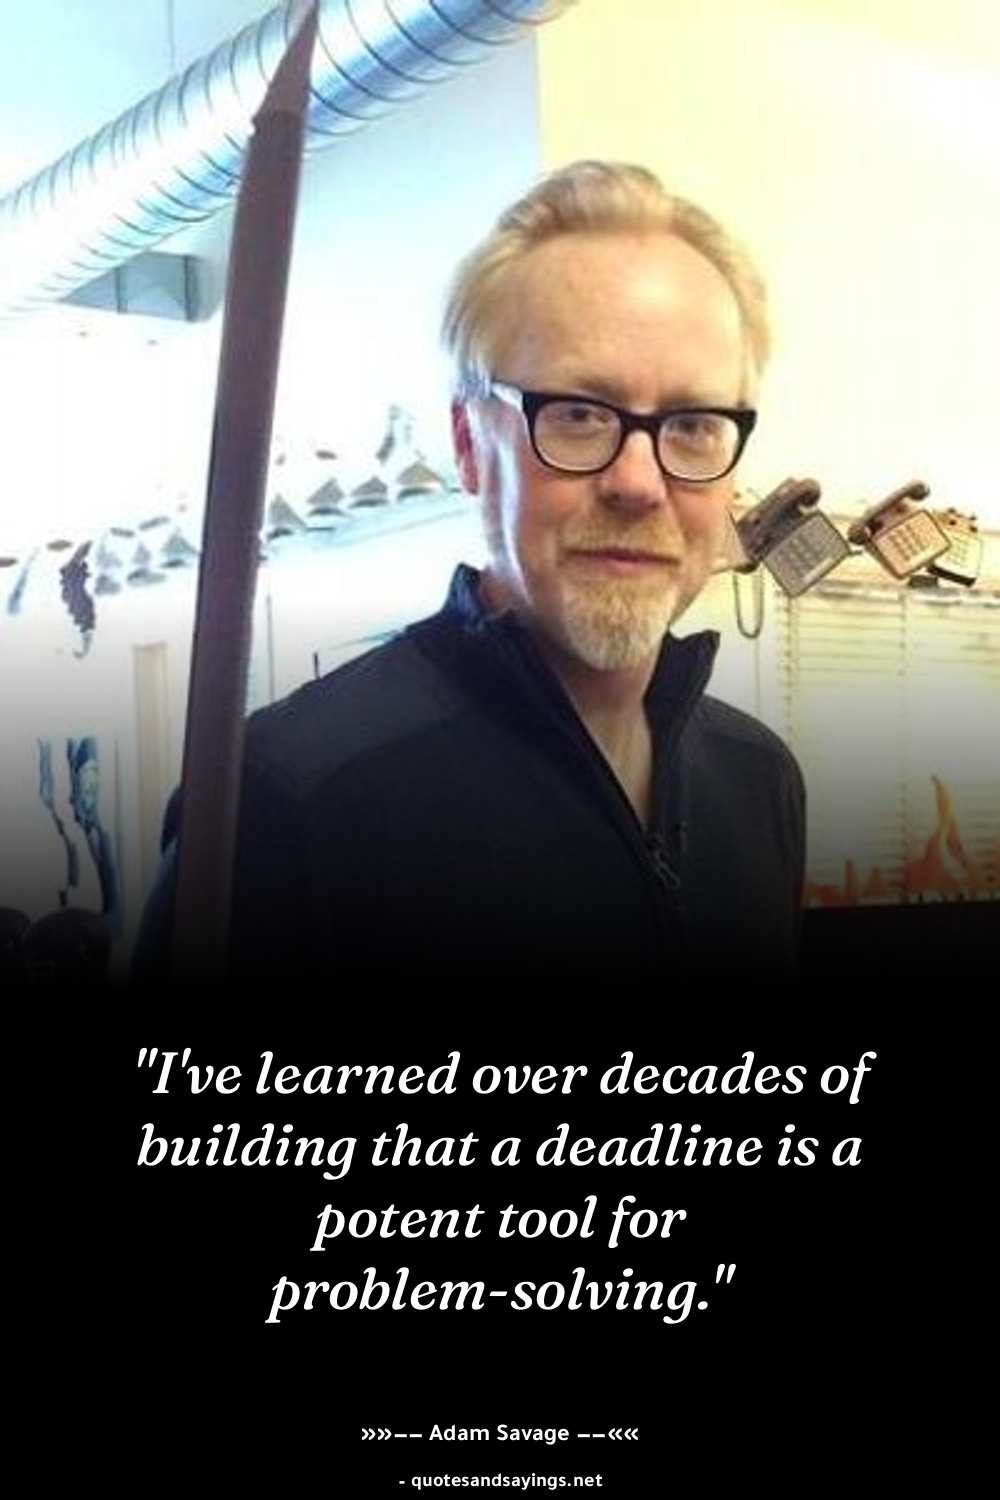 "I've learned over decades of
building that a deadline is a
potent tool for
problem-solving."
»»−− Adam Savage −−««
- quotesandsayings.net